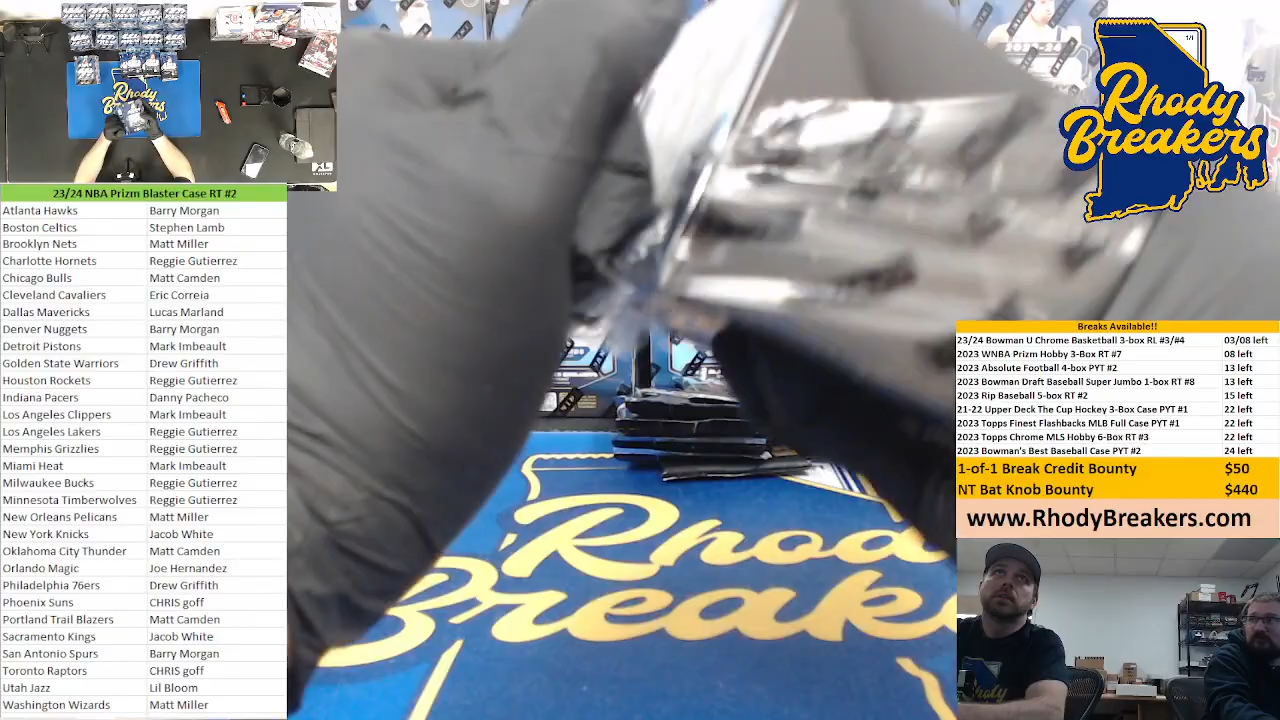 23/24 NBA Prizm Blaster Case RT #2
Atlanta Hawks Barry Morgan
Boston Celtics Stephen Lamb
Brooklyn Nets Matt Miller
Charlotte Hornets Reggie Gutierrez
Chicago Bulls Matt Camden
Cleveland Cavaliers Eric Correia
Dallas Mavericks Lucas Marland
Denver Nuggets Barry Morgan
Detroit Pistons Mark Imbeault
Golden State Warriors Drew Griffith
Houston Rockets Reggie Gutierrez
Indiana Pacers Danny Pacheco
Los Angeles Clippers Mark Imbeault
Los Angeles Lakers Reggie Gutierrez
Memphis Grizzlies Reggie Gutierrez
Miami Heat Mark Imbeault
Milwaukee Bucks Reggie Gutierrez
Minnesota Timberwolves Reggie Gutierrez
New Orleans Pelicans Matt Miller
New York Knicks Jacob White
Oklahoma City Thunder Matt Camden
Orlando Magic Joe Hernandez
Philadelphia 76ers Drew Griffith
Phoenix Suns CHRIS goff
Portland Trail Blazers Matt Camden
Sacramento Kings Jacob White
San Antonio Spurs Barry Morgan
Toronto Raptors CHRIS goff
Utah Jazz Lil Bloom
Washington Wizards Matt Miller
Rhody
Breakers
Rhody
Breakers
1/1
Rhody
Breakers
Breaks Available!!
23/24 Bowman U Chrome Basketball 3-box RL #3/#4 03/08 left
2023 WNBA Prizm Hobby 3-Box RT #7 08 left
2023 Absolute Football 4-box PYT #2 13 left
2023 Bowman Draft Baseball Super Jumbo 1-box RT #8 13 left
2023 Rip Baseball 5-box RT #2 15 left
21-22 Upper Deck The Cup Hockey 3-Box Case PYT #1 22 left
2023 Topps Finest Flashbacks MLB Full Case PYT #1 22 left
2023 Topps Chrome MLS Hobby 6-Box RT #3 22 left
2023 Bowman's Best Baseball Case PYT #2 24 left
1-of-1 Break Credit Bounty $50
NT Bat Knob Bounty $440
www.RhodyBreakers.com
Rhody